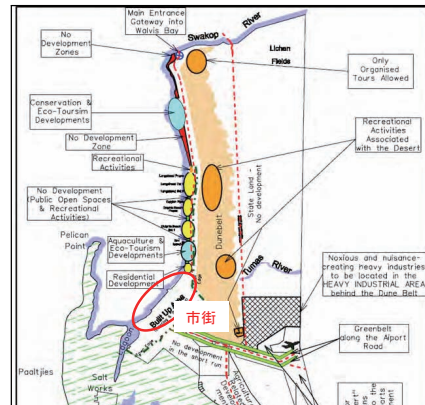 Main Entrance
Gateway into
Walvis Bay
Swakop River
No
Development
Zones
Lichen
Fields
Only
Organised
Tours Allowed
Conservation &
Eco-Toursim
Developments
No Development
Zone
Recreational
Activities
Associated
with the Desert
Recreational
Activities
No Development
(Public Open Spaces
& Recreational
Activities)
State Land -
No development
Dunebelt
Pelican
Point
Aquaculture &
Eco-Tourism
Developments
Tumas River
Residential
Development
Noxious and nuisance-
creating heavy industries
to be located in the
HEAVY INDUSTRIAL AREA
behind the Dune Belt
Built Up Area
市街
Lagoon
No development
in the short run
Greenbelt
along the Aiport
Road
Paaltjies
Salt
Works